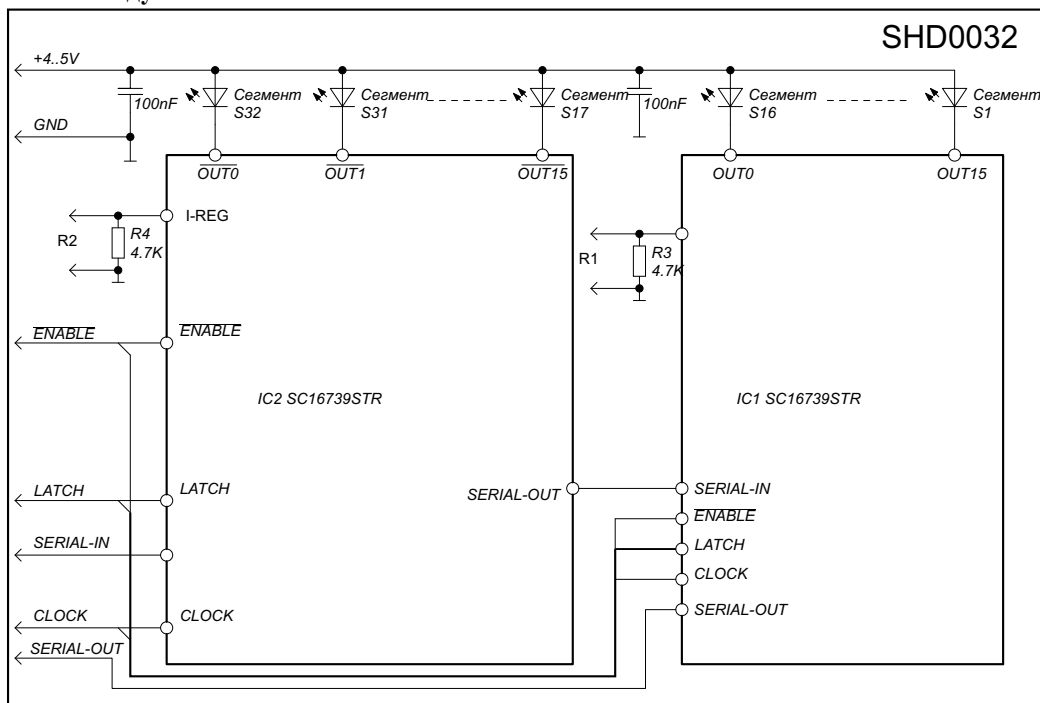 SHD0032
+4..5V
100nF
Сегмент
S32
Сегмент
S31
Сегмент
S17
100nF
Сегмент
S16
Сегмент
S1
GND
OUT0
OUT1
OUT15
OUT0
OUT15
I-REG
R2
R4
4.7K
R1
R3
4.7K
ENABLE
ENABLE
IC2 SC16739STR
IC1 SC16739STR
LATCH
LATCH
SERIAL-OUT
SERIAL-IN
ENABLE
SERIAL-IN
LATCH
CLOCK
CLOCK
CLOCK
SERIAL-OUT
SERIAL-OUT